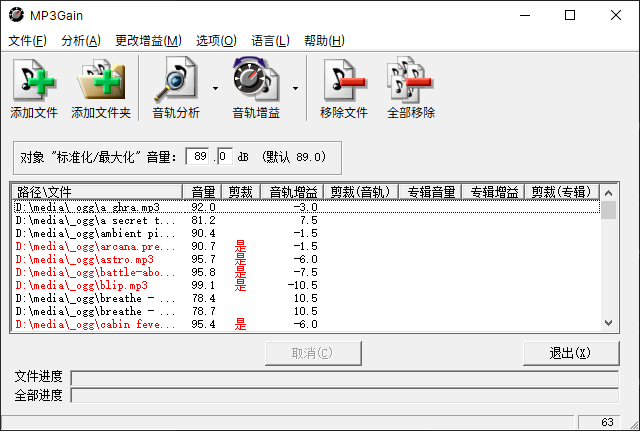 MP3Gain
文件(F) 分析(A) 更改增益(M) 选项(O) 语言(L) 帮助(H)
添加文件 添加文件夹 音轨分析 音轨增益 移除文件 全部移除
对象 "标准化/最大化" 音量: 89 .0 dB (默认 89.0)
路径\文件 音量 剪裁 音轨增益 剪裁(音轨) 专辑音量 专辑增益 剪裁(专辑)
D:\media\_ogg\a ghra.mp3 92.0 -3.0
D:\media\_ogg\a secret t... 81.2 7.5
D:\media\_ogg\ambient pi... 90.4 -1.5
D:\media\_ogg\arcana.pre... 90.7 是 -1.5
D:\media\_ogg\astro.mp3 95.7 是 -6.0
D:\media\_ogg\battle-abo... 95.8 是 -7.5
D:\media\_ogg\blip.mp3 99.1 是 -10.5
D:\media\_ogg\breathe - ... 78.4 10.5
D:\media\_ogg\breathe - ... 78.7 10.5
D:\media\_ogg\cabin feve... 95.4 是 -6.0
取消(C) 退出(X)
文件进度
全部进度
63